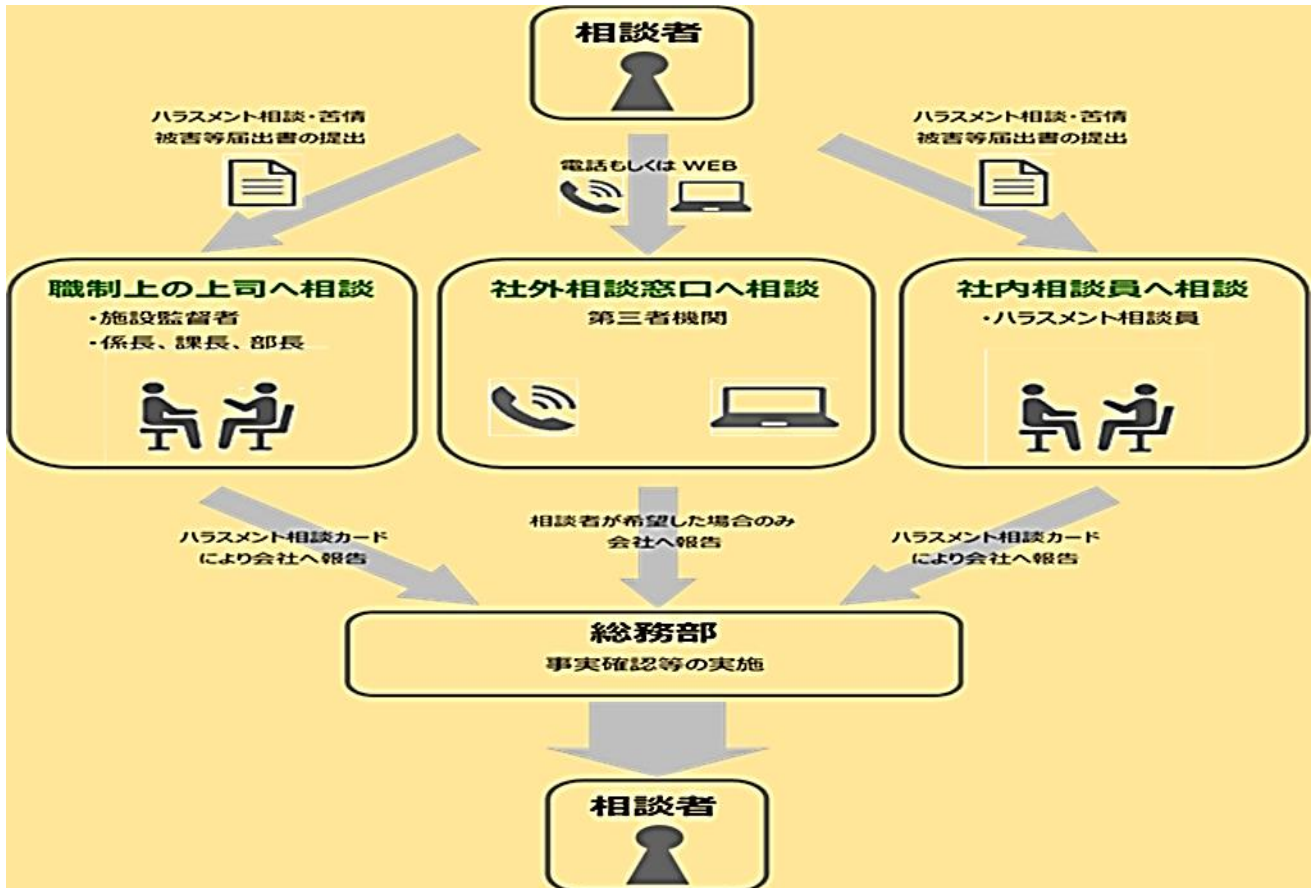 相談者
ハラスメント相談・苦情
被害等届出書の提出
電話もしくは WEB
ハラスメント相談・苦情
被害等届出書の提出
職制上の上司へ相談
・施設監督者
・係長、課長、部長
社外相談窓口へ相談
第三者機関
社内相談員へ相談
・ハラスメント相談員
ハラスメント相談カード
により会社へ報告
相談者が希望した場合のみ
会社へ報告
ハラスメント相談カード
により会社へ報告
総務部
事実確認等の実施
相談者